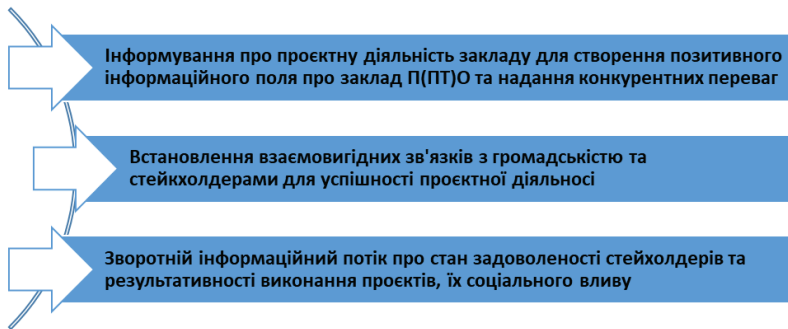 Інформування про проєктну діяльність закладу для створення позитивного
інформаційного поля про заклад П(ПТ)О та надання конкурентних переваг
Встановлення взаємовигідних зв'язків з громадськістю та
стейкхолдерами для успішності проєктної діяльносі
Зворотній інформаційний потік про стан задоволеності стейхолдерів та
результативності виконання проєктів, їх соціального вливу